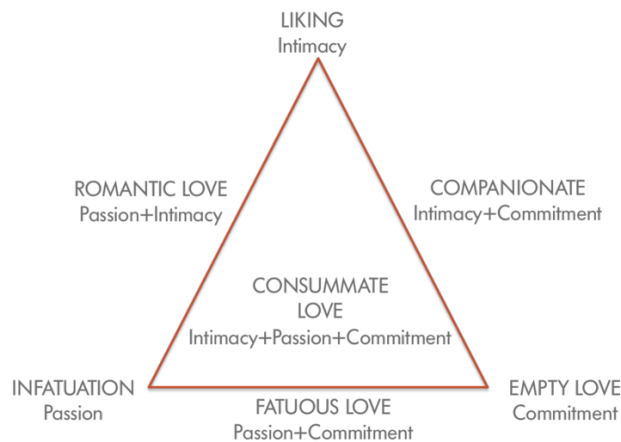 LIKING
Intimacy
ROMANTIC LOVE
Passion+Intimacy
COMPANIONATE
Intimacy+Commitment
CONSUMMATE
LOVE
Intimacy+Passion+Commitment
INFATUATION
Passion
FATUOUS LOVE
Passion+Commitment
EMPTY LOVE
Commitment